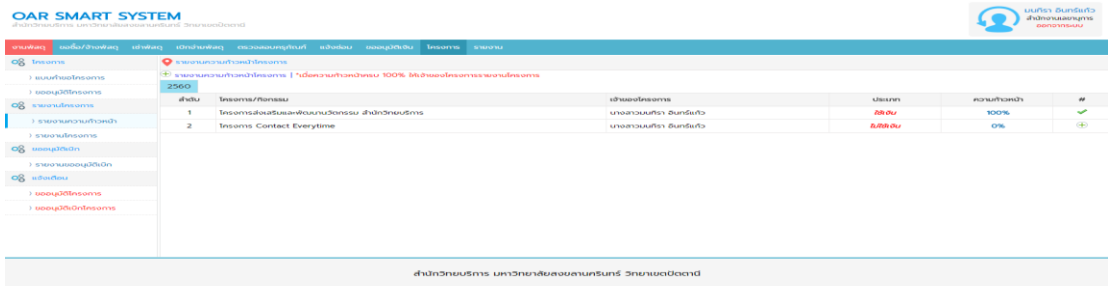 OAR SMART SYSTEM
สำนักวิทยบริการ มหาวิทยาลัยสงขลานครินทร์ วิทยาเขตปัตตานี
มนทิรา อินทร์แก้ว
สำนักงานเลขานุการ
ออกจากระบบ
งานพัสดุ ขอซื้อ/จ้างพัสดุ เช่าพัสดุ เบิกจ่ายพัสดุ ตรวจสอบครุภัณฑ์ แจ้งซ่อม ขออนุมัติเงิน โครงการ รายงาน
โครงการ
› แบบคำขอโครงการ
› ขออนุมัติโครงการ
รายงานโครงการ
› รายงานความก้าวหน้า
› รายงานโครงการ
ขออนุมัติเบิก
› รายงานขออนุมัติเบิก
แจ้งเตือน
› ขออนุมัติโครงการ
› ขออนุมัติเบิกโครงการ
รายงานความก้าวหน้าโครงการ
รายงานความก้าวหน้าโครงการ | *เมื่อความก้าวหน้าครบ 100% ให้เจ้าของโครงการรายงานโครงการ
2560
ลำดับ โครงการ/กิจกรรม เจ้าของโครงการ ประเภท ความก้าวหน้า #
1 โครงการส่งเสริมและพัฒนานวัตกรรม สำนักวิทยบริการ นางสาวมนทิรา อินทร์แก้ว ใช้เงิน 100%
2 โครงการ Contact Everytime นางสาวมนทิรา อินทร์แก้ว ไม่ใช้เงิน 0%
สำนักวิทยบริการ มหาวิทยาลัยสงขลานครินทร์ วิทยาเขตปัตตานี